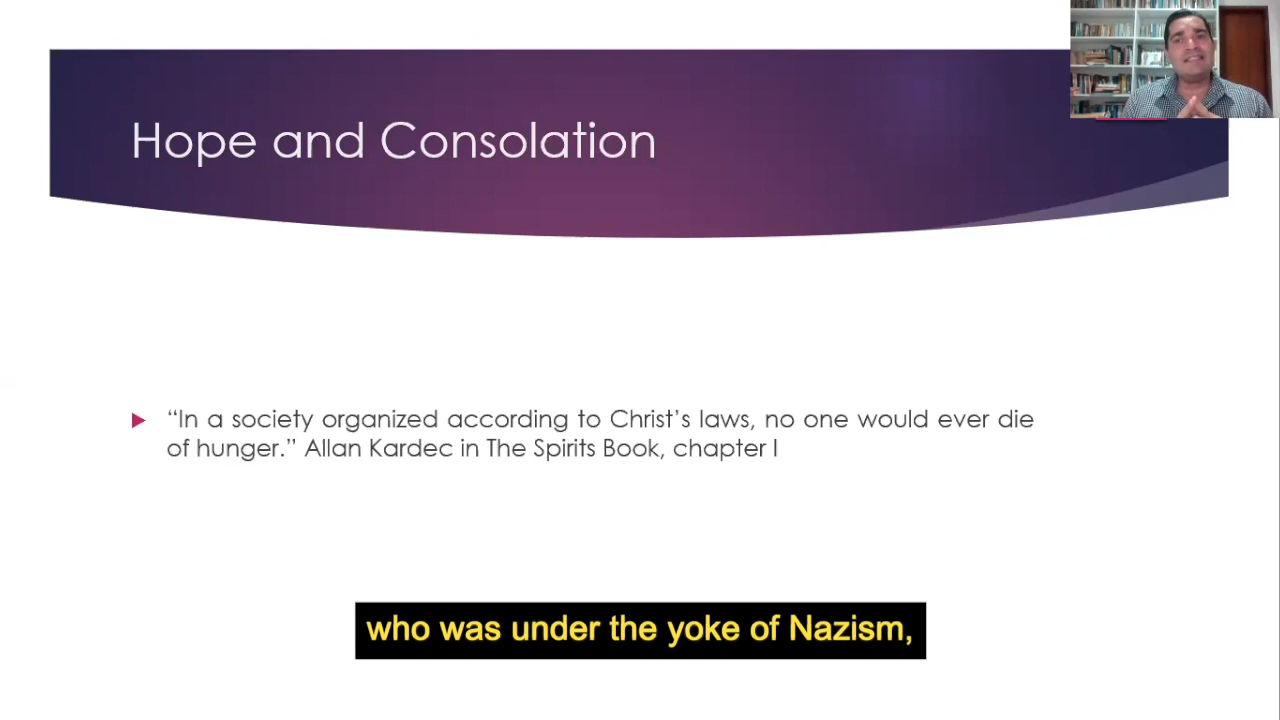 Hope and Consolation
“In a society organized according to Christ’s laws, no one would ever die
of hunger.” Allan Kardec in The Spirits Book, chapter I
who was under the yoke of Nazism,